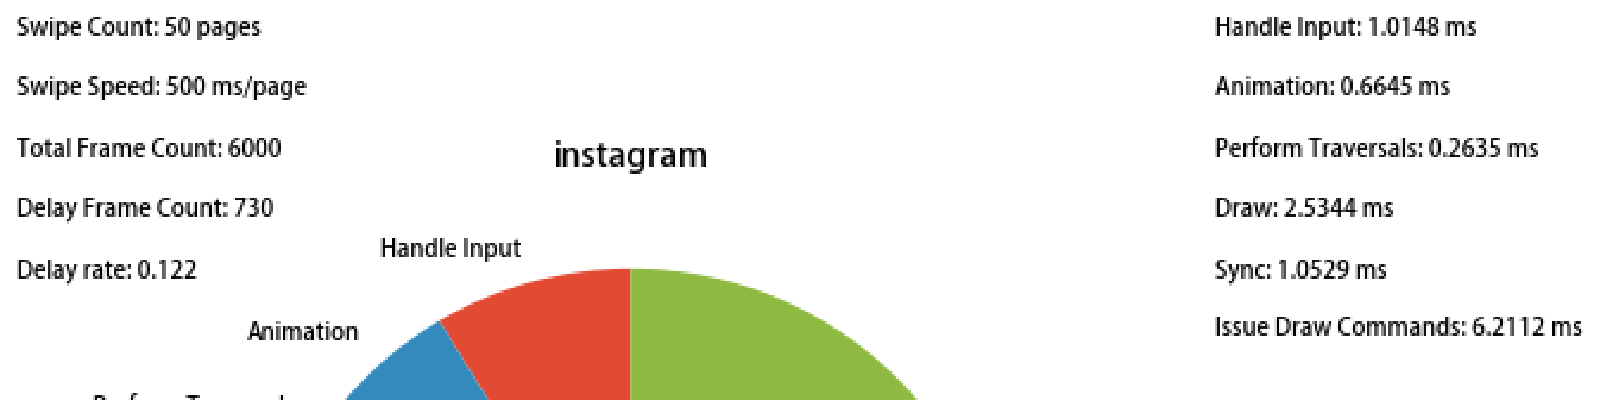 Swipe Count: 50 pages
Swipe Speed: 500 ms/page
Total Frame Count: 6000
Delay Frame Count: 730
Delay rate: 0.122
instagram
Handle Input
Animation
Handle Input: 1.0148 ms
Animation: 0.6645 ms
Perform Traversals: 0.2635 ms
Draw: 2.5344 ms
Sync: 1.0529 ms
Issue Draw Commands: 6.2112 ms